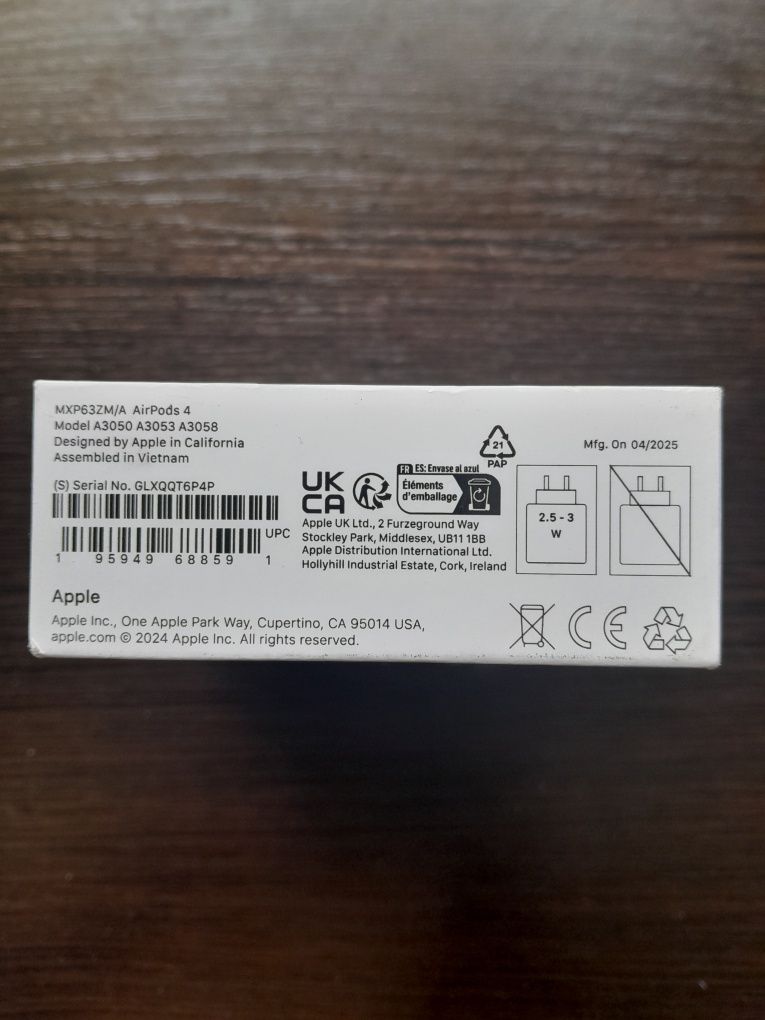 MXP63ZM/A AirPods 4
Model A3050 A3053 A3058
Designed by Apple in California
Assembled in Vietnam
(S) Serial No. GLXQQT6P4P
UPC
1 95949 68859 1
Apple
Apple Inc., One Apple Park Way, Cupertino, CA 95014 USA,
apple.com © 2024 Apple Inc. All rights reserved.
UK
CA
FR ES: Envase al azul
Éléments
d'emballage
21
PAP
Apple UK Ltd., 2 Furzeground Way
Stockley Park, Middlesex, UB11 1BB
Apple Distribution International Ltd.
Hollyhill Industrial Estate, Cork, Ireland
Mfg. On 04/2025
2.5 - 3
W
CE